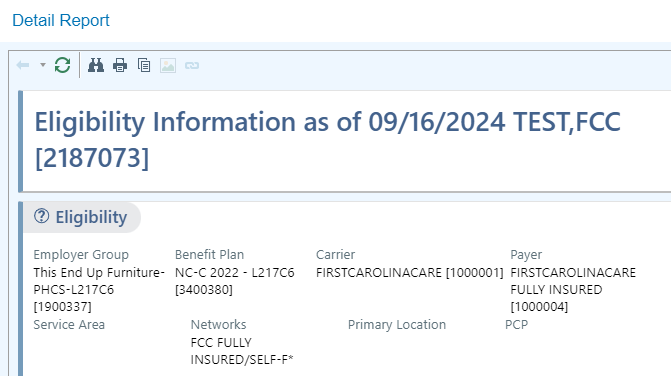 Detail Report
Eligibility Information as of 09/16/2024 TEST,FCC
[2187073]
Eligibility
Employer Group Benefit Plan Carrier Payer
This End Up Furniture- NC-C 2022 - L217C6 FIRSTCAROLINACARE [1000001] FIRSTCAROLINACARE
PHCS-L217C6 [3400380] FULLY INSURED
[1900337] [1000004]
Service Area Networks Primary Location PCP
FCC FULLY
INSURED/SELF-F*